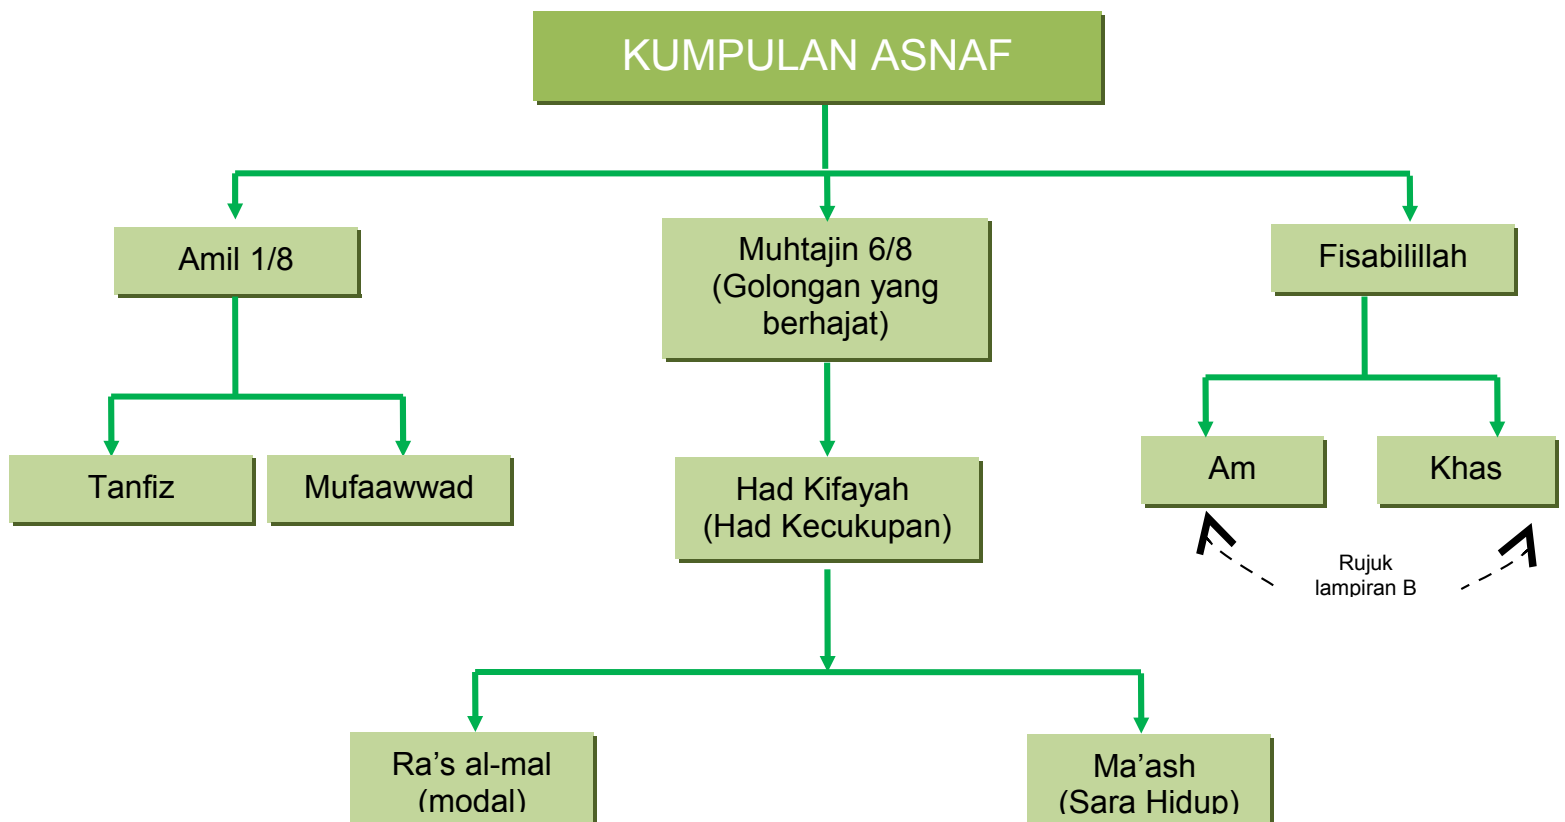 KUMPULAN ASNAF
Amil 1/8
Muhtajin 6/8
(Golongan yang
berhajat)
Fisabilillah
Tanfiz
Mufaawwad
Had Kifayah
(Had Kecukupan)
Am
Khas
Rujuk
lampiran B
Ra’s al-mal
(modal)
Ma’ash
(Sara Hidup)